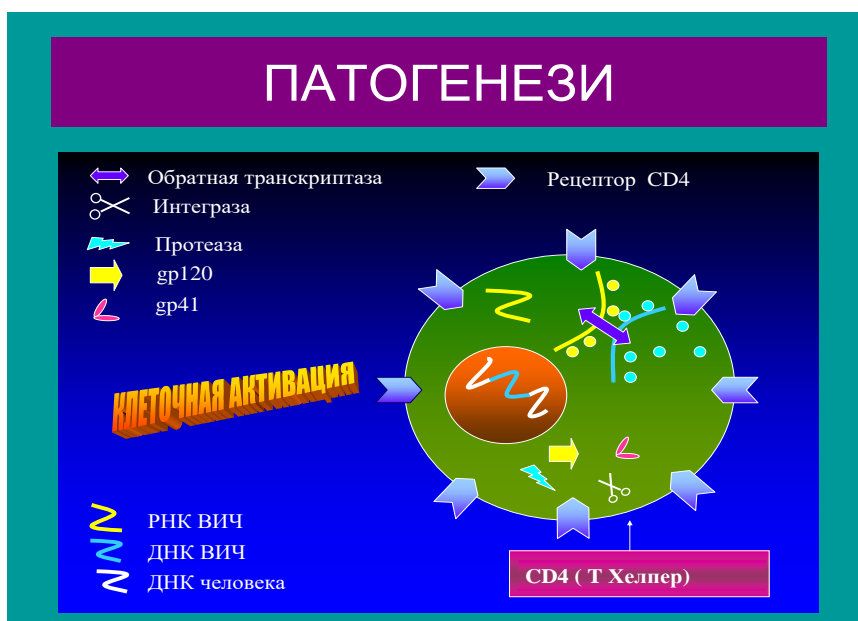 ПАТОГЕНЕЗИ
Обратная транскриптаза
Рецептор CD4
Интеграза
Протеаза
gp120
gp41
КЛЕТОЧНАЯ АКТИВАЦИЯ
РНК ВИЧ
ДНК ВИЧ
ДНК человека
CD4 ( Т Хелпер)